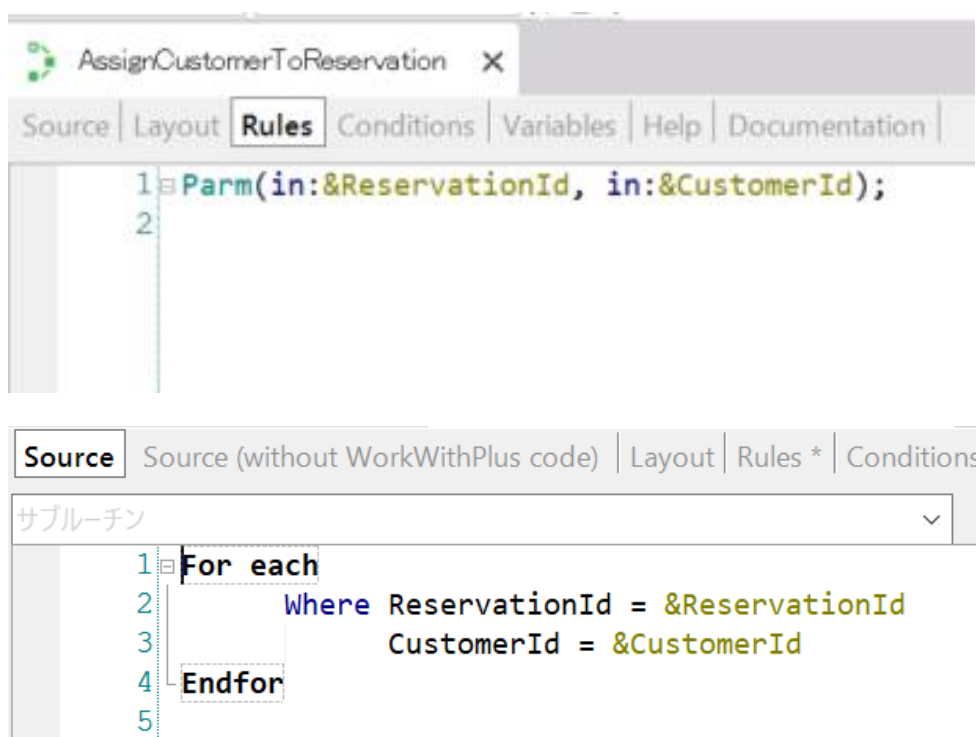 AssignCustomerToReservation ×
Source | Layout | Rules | Conditions | Variables | Help | Documentation |
1 Parm(in:&ReservationId, in:&CustomerId);
2
Source Source (without WorkWithPlus code) | Layout | Rules * | Conditions
サブルーチン
1 For each
2 Where ReservationId = &ReservationId
3 CustomerId = &CustomerId
4 Endfor
5